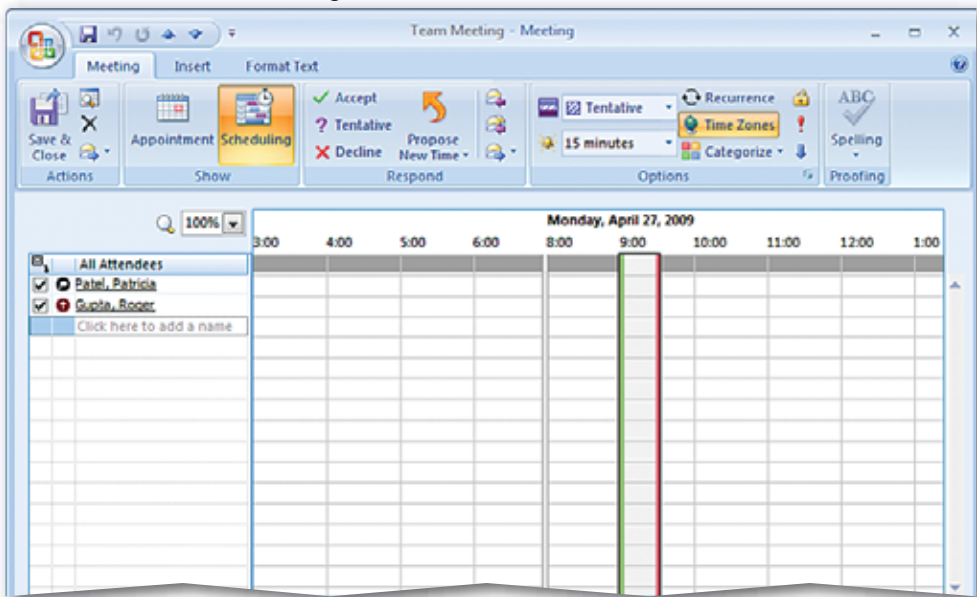 Team Meeting - Meeting
Meeting Insert Format Text
Save & Close
Actions
Appointment Scheduling
Show
Accept
Tentative
Decline
Propose New Time
Respond
Tentative
15 minutes
Recurrence
Time Zones
Categorize
Options
ABC
Spelling
Proofing
100%
Monday, April 27, 2009
3:00 4:00 5:00 6:00 8:00 9:00 10:00 11:00 12:00 1:00
All Attendees
Patel, Patricia
Gupta, Roger
Click here to add a name